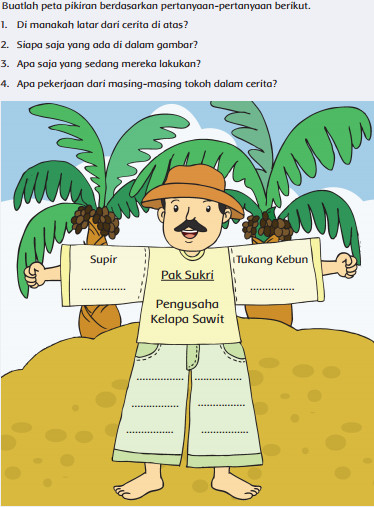 Buatlah peta pikiran berdasarkan pertanyaan-pertanyaan berikut.
1. Di manakah latar dari cerita di atas?
2. Siapa saja yang ada di dalam gambar?
3. Apa saja yang sedang mereka lakukan?
4. Apa pekerjaan dari masing-masing tokoh dalam cerita?
Supir
...............
Pak Sukri
Pengusaha
Kelapa Sawit
Tukang Kebun
...............
............... ...............
............... ...............
............... ...............